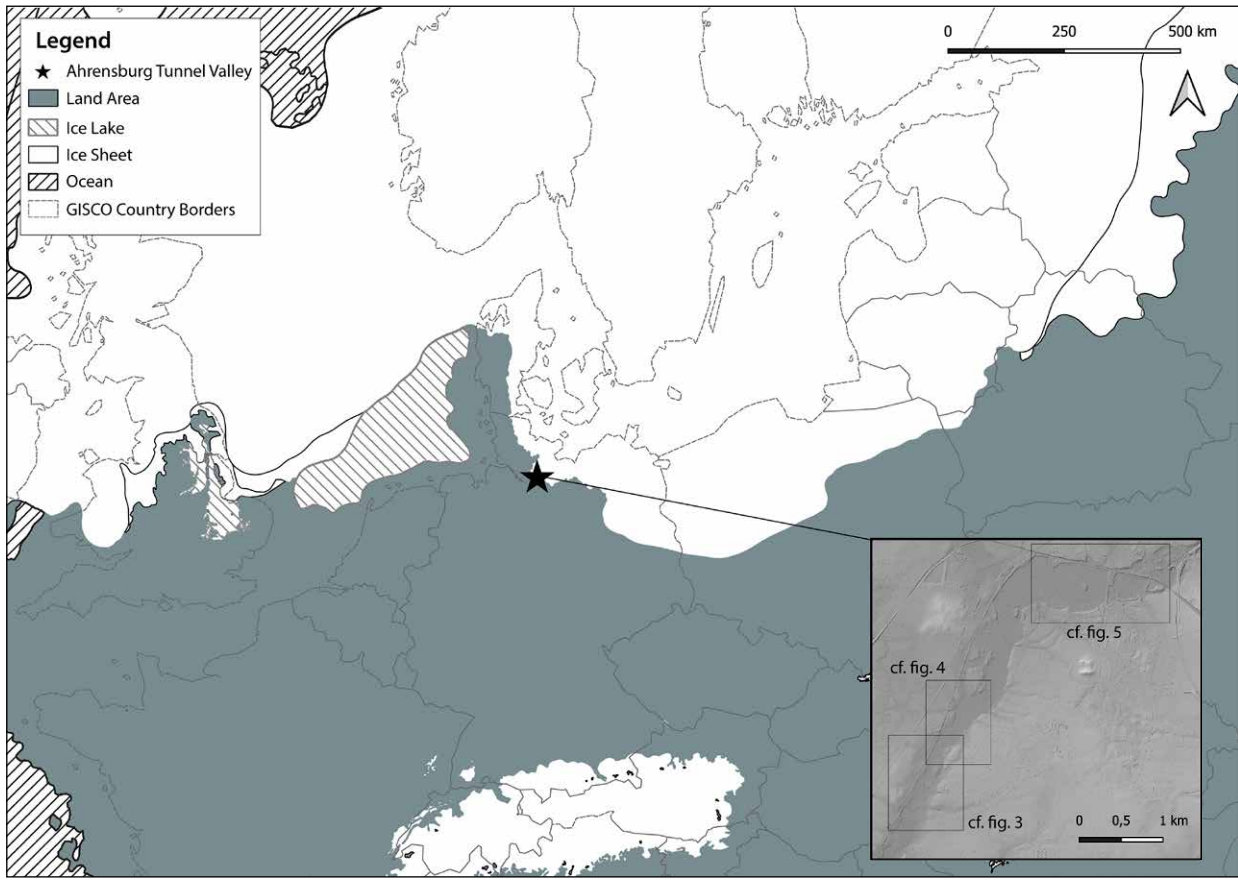 Legend
Ahrensburg Tunnel Valley
Land Area
Ice Lake
Ice Sheet
Ocean
GISCO Country Borders
0 250 500 km
cf. fig. 5
cf. fig. 4
cf. fig. 3
0 0,5 1 km